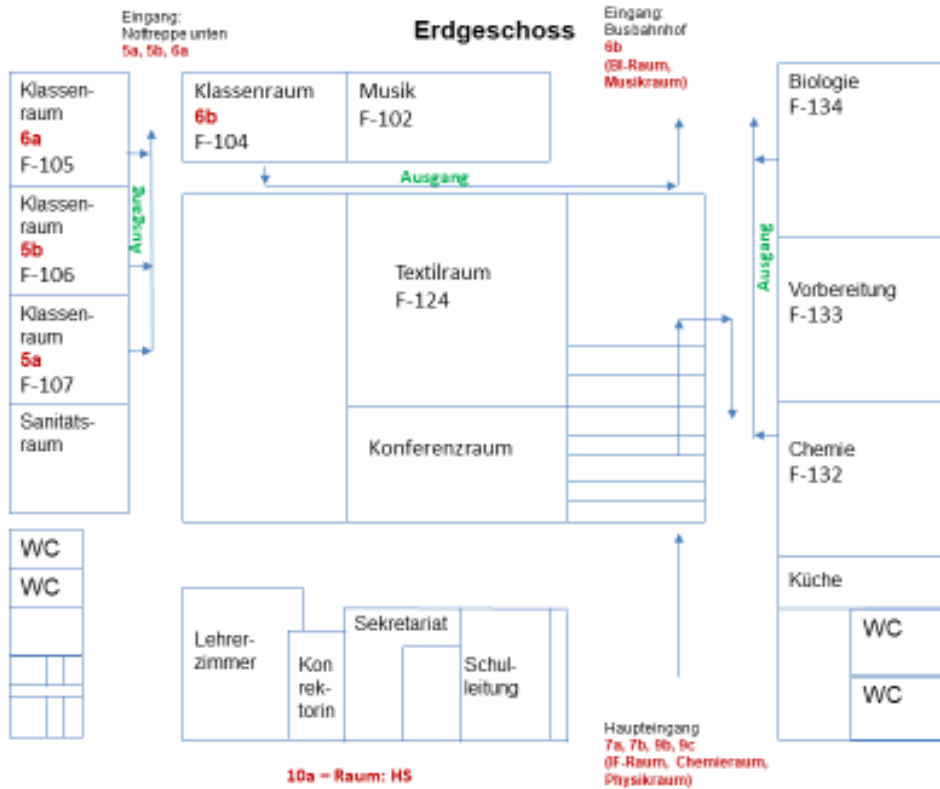 Erdgeschoss
Eingang:
Nottreppe unten
5a, 5b, 6a
Eingang:
Busbahnhof
6b
(BI-Raum,
Musikraum)
Klassen-
raum
6a
F-105
Klassen-
raum
5b
F-106
Klassen-
raum
5a
F-107
Sanitäts-
raum
WC
WC
Ausgang
Klassenraum
6b
F-104
Musik
F-102
Ausgang
Textilraum
F-124
Konferenzraum
Ausgang
Biologie
F-134
Vorbereitung
F-133
Chemie
F-132
Küche
WC
WC
Lehrer-
zimmer
Kon
rek-
torin
Sekretariat
Schul-
leitung
10a – Raum: HS
Haupteingang
7a, 7b, 9b, 9c
(IF-Raum, Chemieraum,
Physikraum)